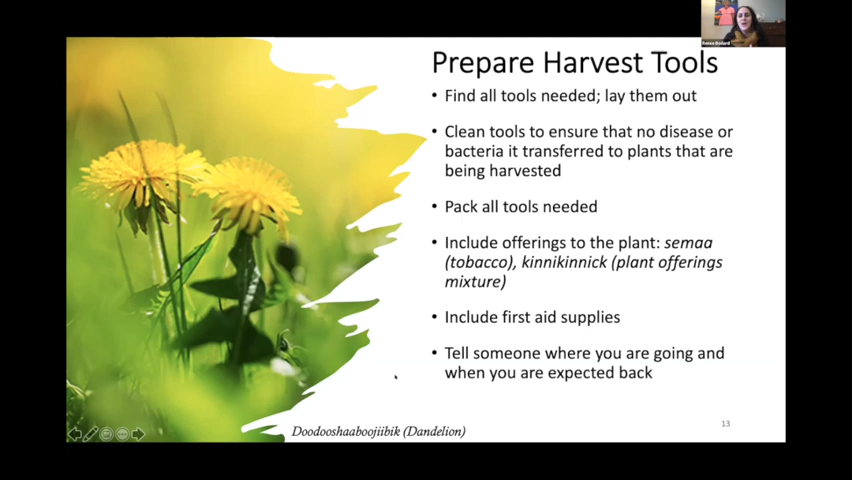 Prepare Harvest Tools
• Find all tools needed; lay them out
• Clean tools to ensure that no disease or
bacteria it transferred to plants that are
being harvested
• Pack all tools needed
• Include offerings to the plant: semaa
(tobacco), kinnikinnick (plant offerings
mixture)
• Include first aid supplies
• Tell someone where you are going and
when you are expected back
Doodooshaaboojiibik (Dandelion)
13